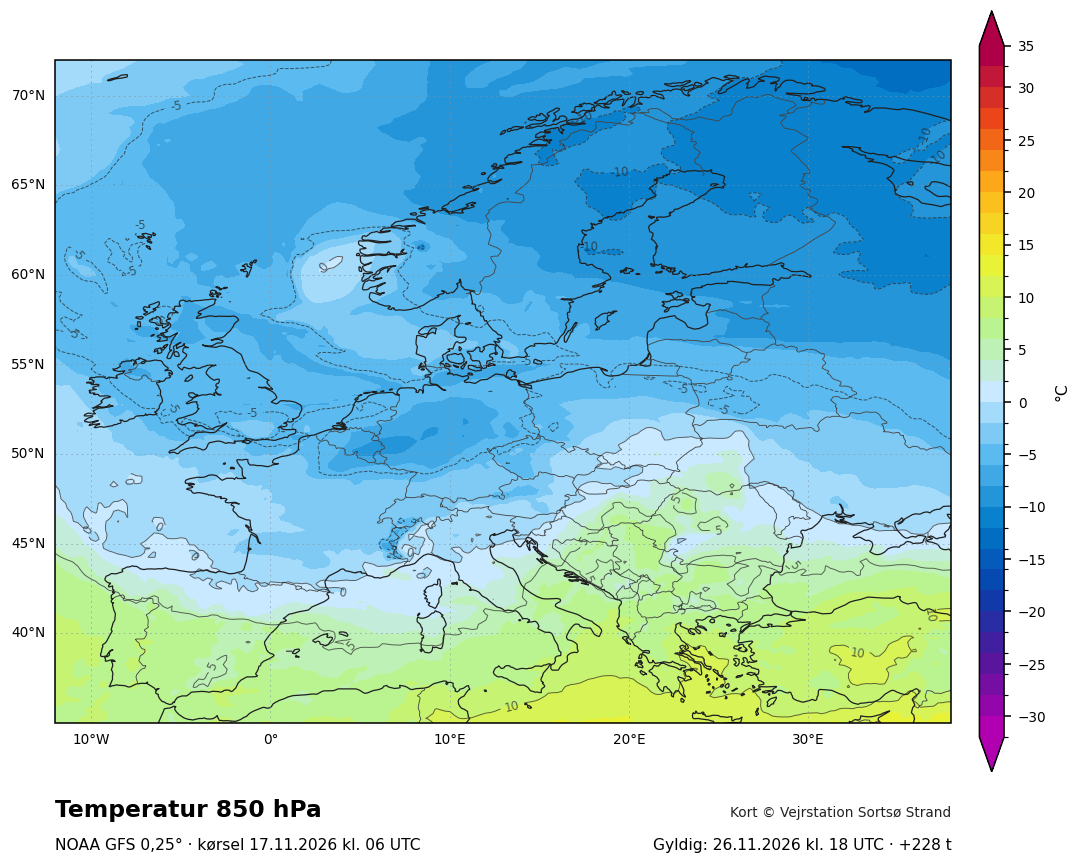 70°N
65°N
60°N
55°N
50°N
45°N
40°N
10°W
0°
10°E
20°E
30°E
35
30
25
20
15
10
5
0
−5
−10
−15
−20
−25
−30
°C
Temperatur 850 hPa
Kort © Vejrstation Sortsø Strand
NOAA GFS 0,25° · kørsel 17.11.2026 kl. 06 UTC
Gyldig: 26.11.2026 kl. 18 UTC · +228 t